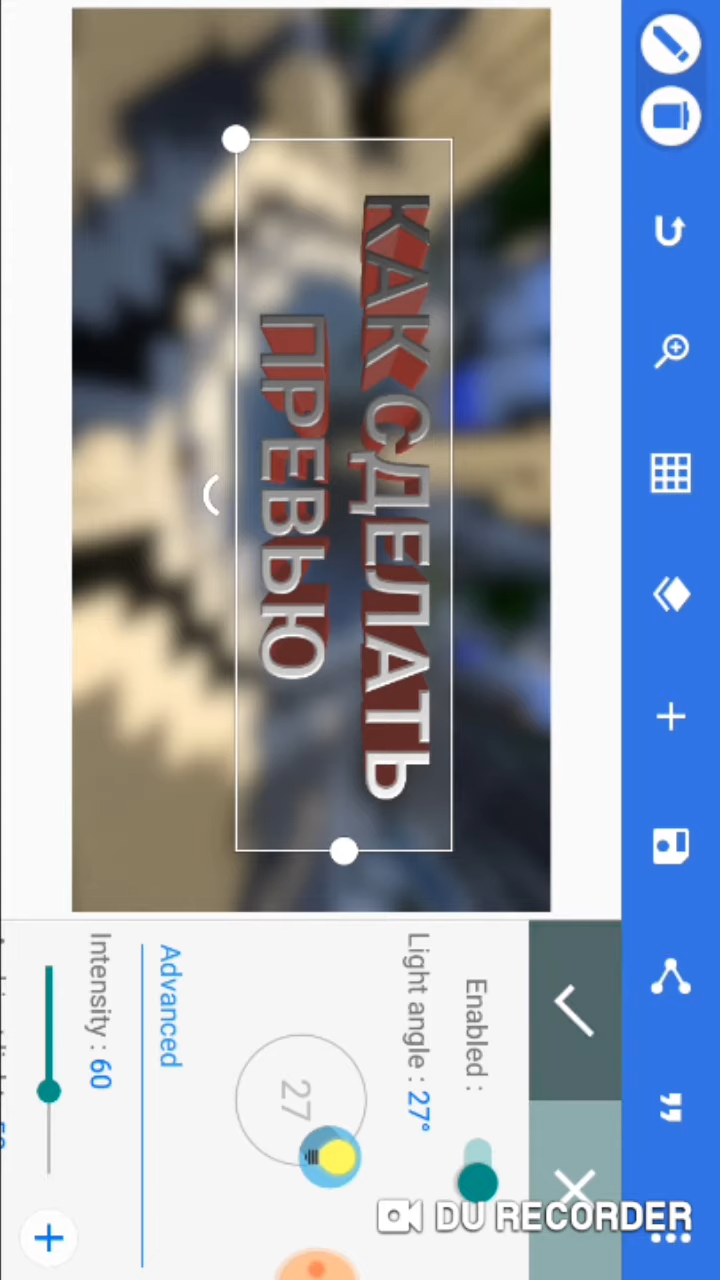 КАК СДЕЛАТЬ
ПРЕВЬЮ
Enabled :
Light angle : 27°
27
Advanced
Intensity : 60
DU RECORDER